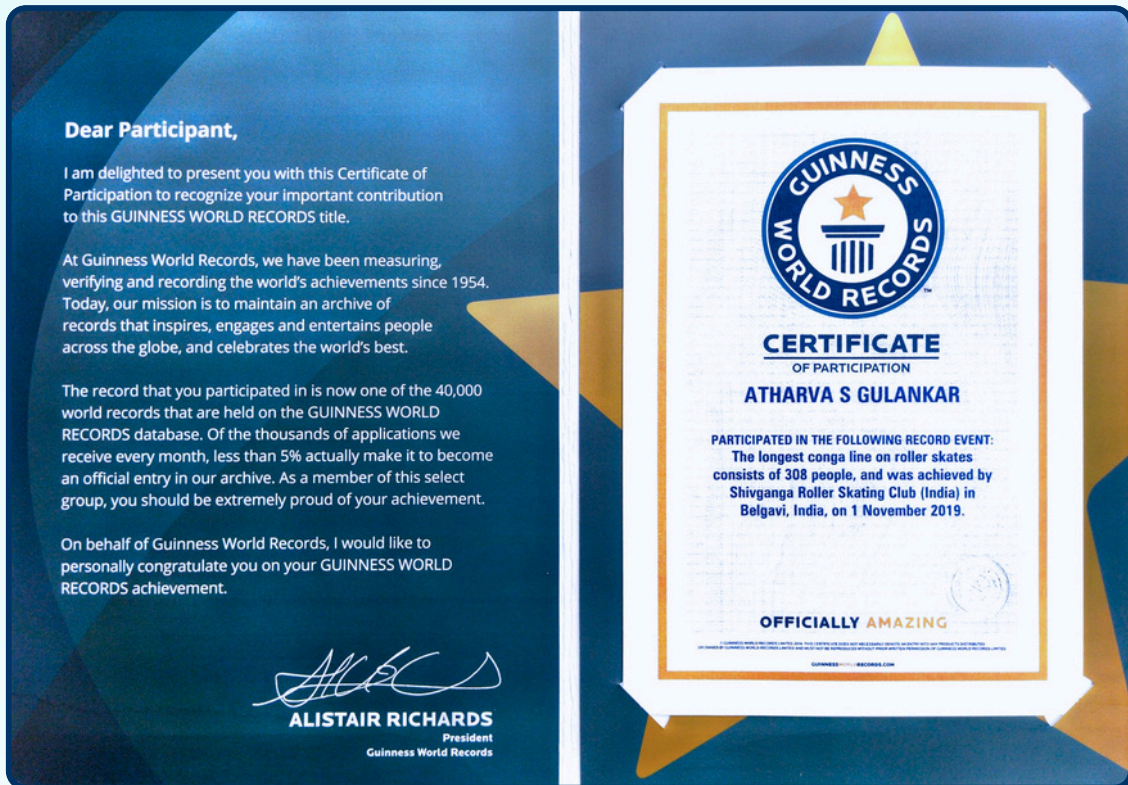 Dear Participant,
I am delighted to present you with this Certificate of
Participation to recognize your important contribution
to this GUINNESS WORLD RECORDS title.
At Guinness World Records, we have been measuring,
verifying and recording the world's achievements since 1954.
Today, our mission is to maintain an archive of
records that inspires, engages and entertains people
across the globe, and celebrates the world's best.
The record that you participated in is now one of the 40,000
world records that are held on the GUINNESS WORLD
RECORDS database. Of the thousands of applications we
receive every month, less than 5% actually make it to become
an official entry in our archive. As a member of this select
group, you should be extremely proud of your achievement.
On behalf of Guinness World Records, I would like to
personally congratulate you on your GUINNESS WORLD
RECORDS achievement.
ALISTAIR RICHARDS
President
Guinness World Records
GUINNESS
WORLD RECORDS
TM
CERTIFICATE
OF PARTICIPATION
ATHARVA S GULANKAR
PARTICIPATED IN THE FOLLOWING RECORD EVENT:
The longest conga line on roller skates
consists of 308 people, and was achieved by
Shivganga Roller Skating Club (India) in
Belgavi, India, on 1 November 2019.
OFFICIALLY AMAZING
GUINNESSWORLDRECORDS.COM